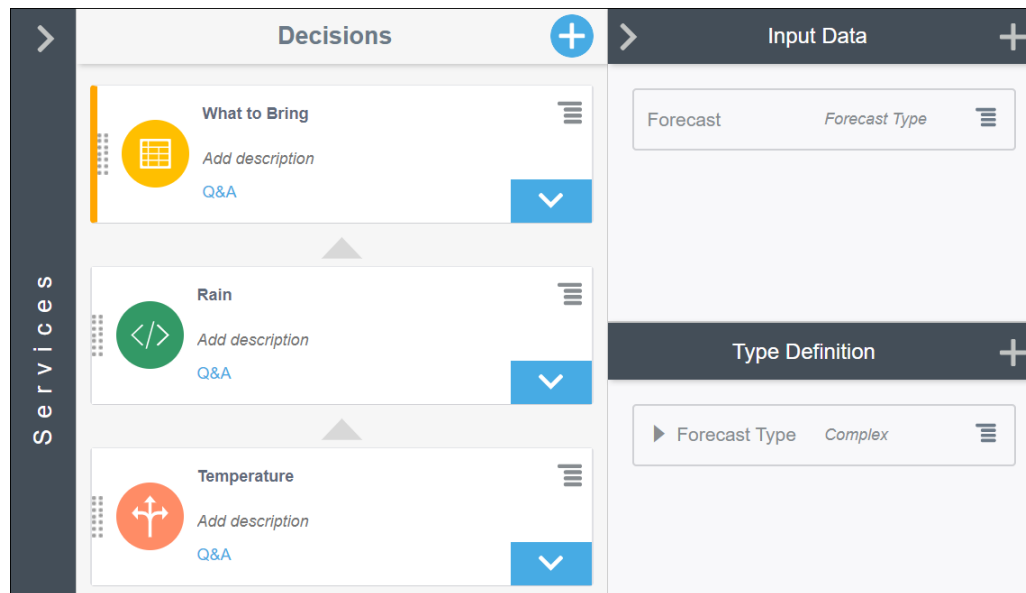 Services
Decisions
What to Bring
Add description
Q&A
Rain
Add description
Q&A
Temperature
Add description
Q&A
Input Data
Forecast Forecast Type
Type Definition
Forecast Type Complex